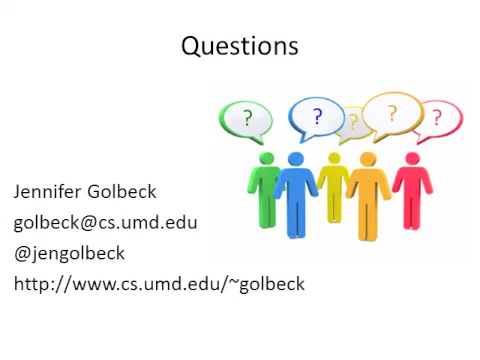 Questions
? ? ? ? ?
Jennifer Golbeck
golbeck@cs.umd.edu
@jengolbeck
http://www.cs.umd.edu/~golbeck